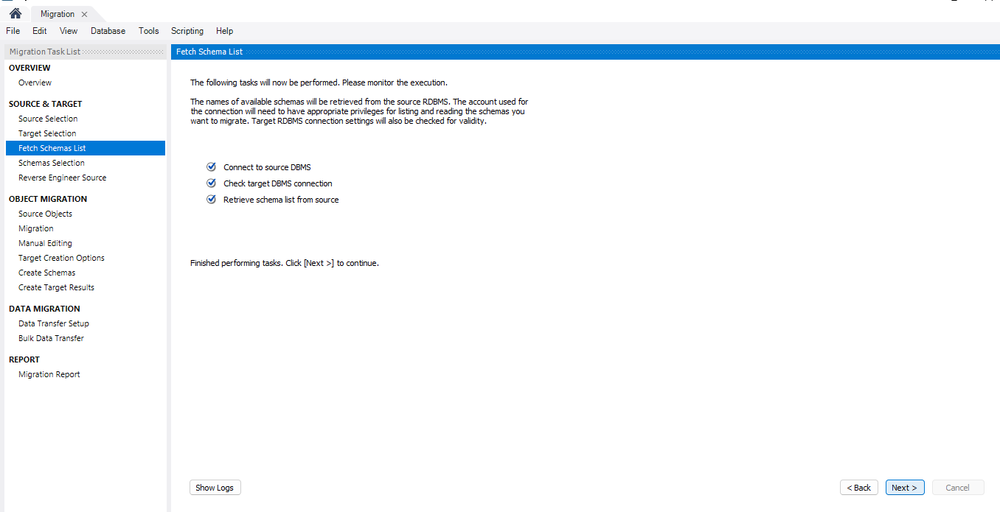 Migration
File Edit View Database Tools Scripting Help
Migration Task List
OVERVIEW
Overview
SOURCE & TARGET
Source Selection
Target Selection
Fetch Schemas List
Schemas Selection
Reverse Engineer Source
OBJECT MIGRATION
Source Objects
Migration
Manual Editing
Target Creation Options
Create Schemas
Create Target Results
DATA MIGRATION
Data Transfer Setup
Bulk Data Transfer
REPORT
Migration Report
Fetch Schema List
The following tasks will now be performed. Please monitor the execution.
The names of available schemas will be retrieved from the source RDBMS. The account used for
the connection will need to have appropriate privileges for listing and reading the schemas you
want to migrate. Target RDBMS connection settings will also be checked for validity.
Connect to source DBMS
Check target DBMS connection
Retrieve schema list from source
Finished performing tasks. Click [Next >] to continue.
Show Logs
< Back Next > Cancel